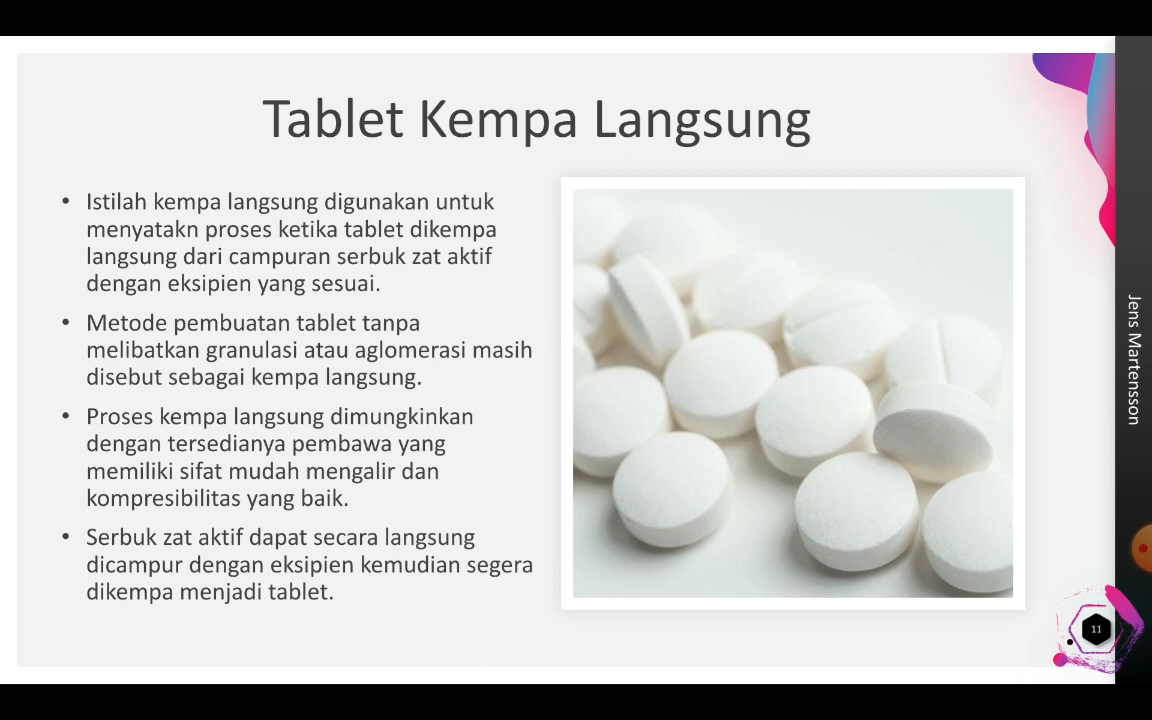 Tablet Kempa Langsung
• Istilah kempa langsung digunakan untuk
menyatakn proses ketika tablet dikempa
langsung dari campuran serbuk zat aktif
dengan eksipien yang sesuai.
• Metode pembuatan tablet tanpa
melibatkan granulasi atau aglomerasi masih
disebut sebagai kempa langsung.
• Proses kempa langsung dimungkinkan
dengan tersedianya pembawa yang
memiliki sifat mudah mengalir dan
kompresibilitas yang baik.
• Serbuk zat aktif dapat secara langsung
dicampur dengan eksipien kemudian segera
dikempa menjadi tablet.
Jens Martensson
11